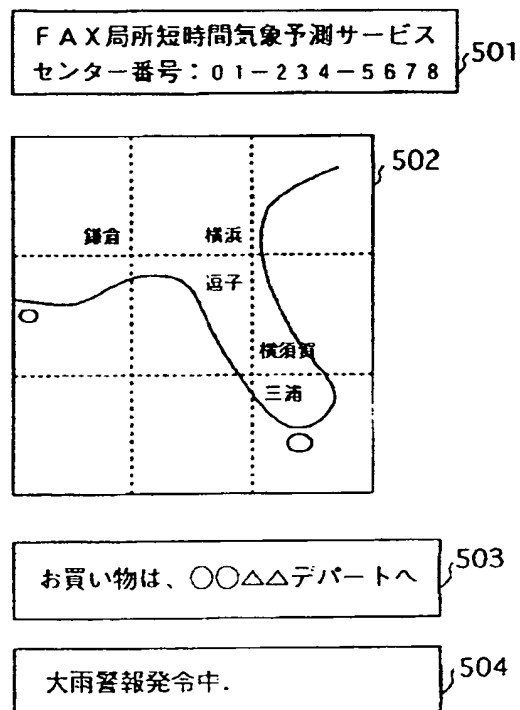 FAX局所短時間気象予測サービス
センター番号：01－234－5678
501
502
鎌倉
横浜
逗子
横須賀
三浦
お買い物は、○○△△デパートへ
503
大雨警報発令中．
504